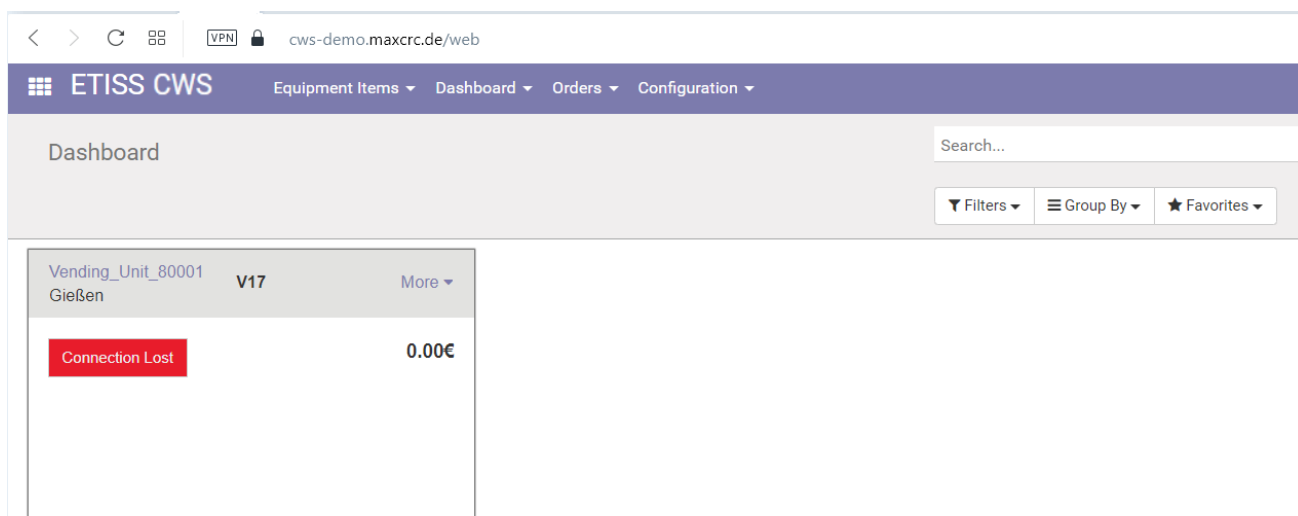 VPN cws-demo.maxcrc.de/web
ETISS CWS Equipment Items Dashboard Orders Configuration
Dashboard
Search...
Filters Group By Favorites
Vending_Unit_80001 V17 More
Gießen
Connection Lost 0.00€